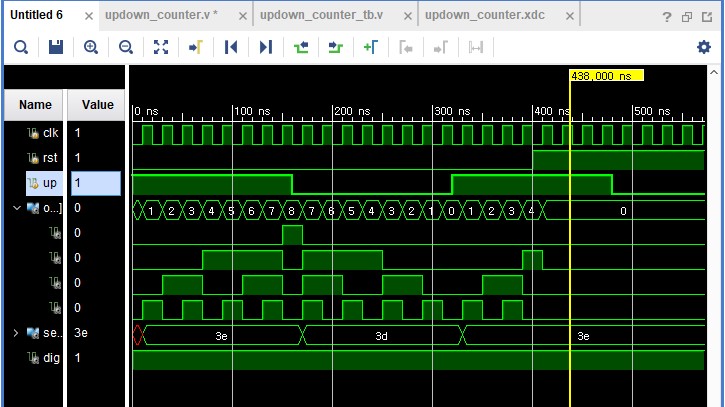 Untitled 6 × updown_counter.v * × updown_counter_tb.v × updown_counter.xdc × ?
438,000 ns
Name Value
0 ns 100 ns 200 ns 300 ns 400 ns 500 ns
clk 1
rst 1
up 1
o...] 0 1 2 3 4 5 6 7 8 7 6 5 4 3 2 1 0 1 2 3 4 0
0
0
0
0
se... 3e 3e 3d 3e
dig 1